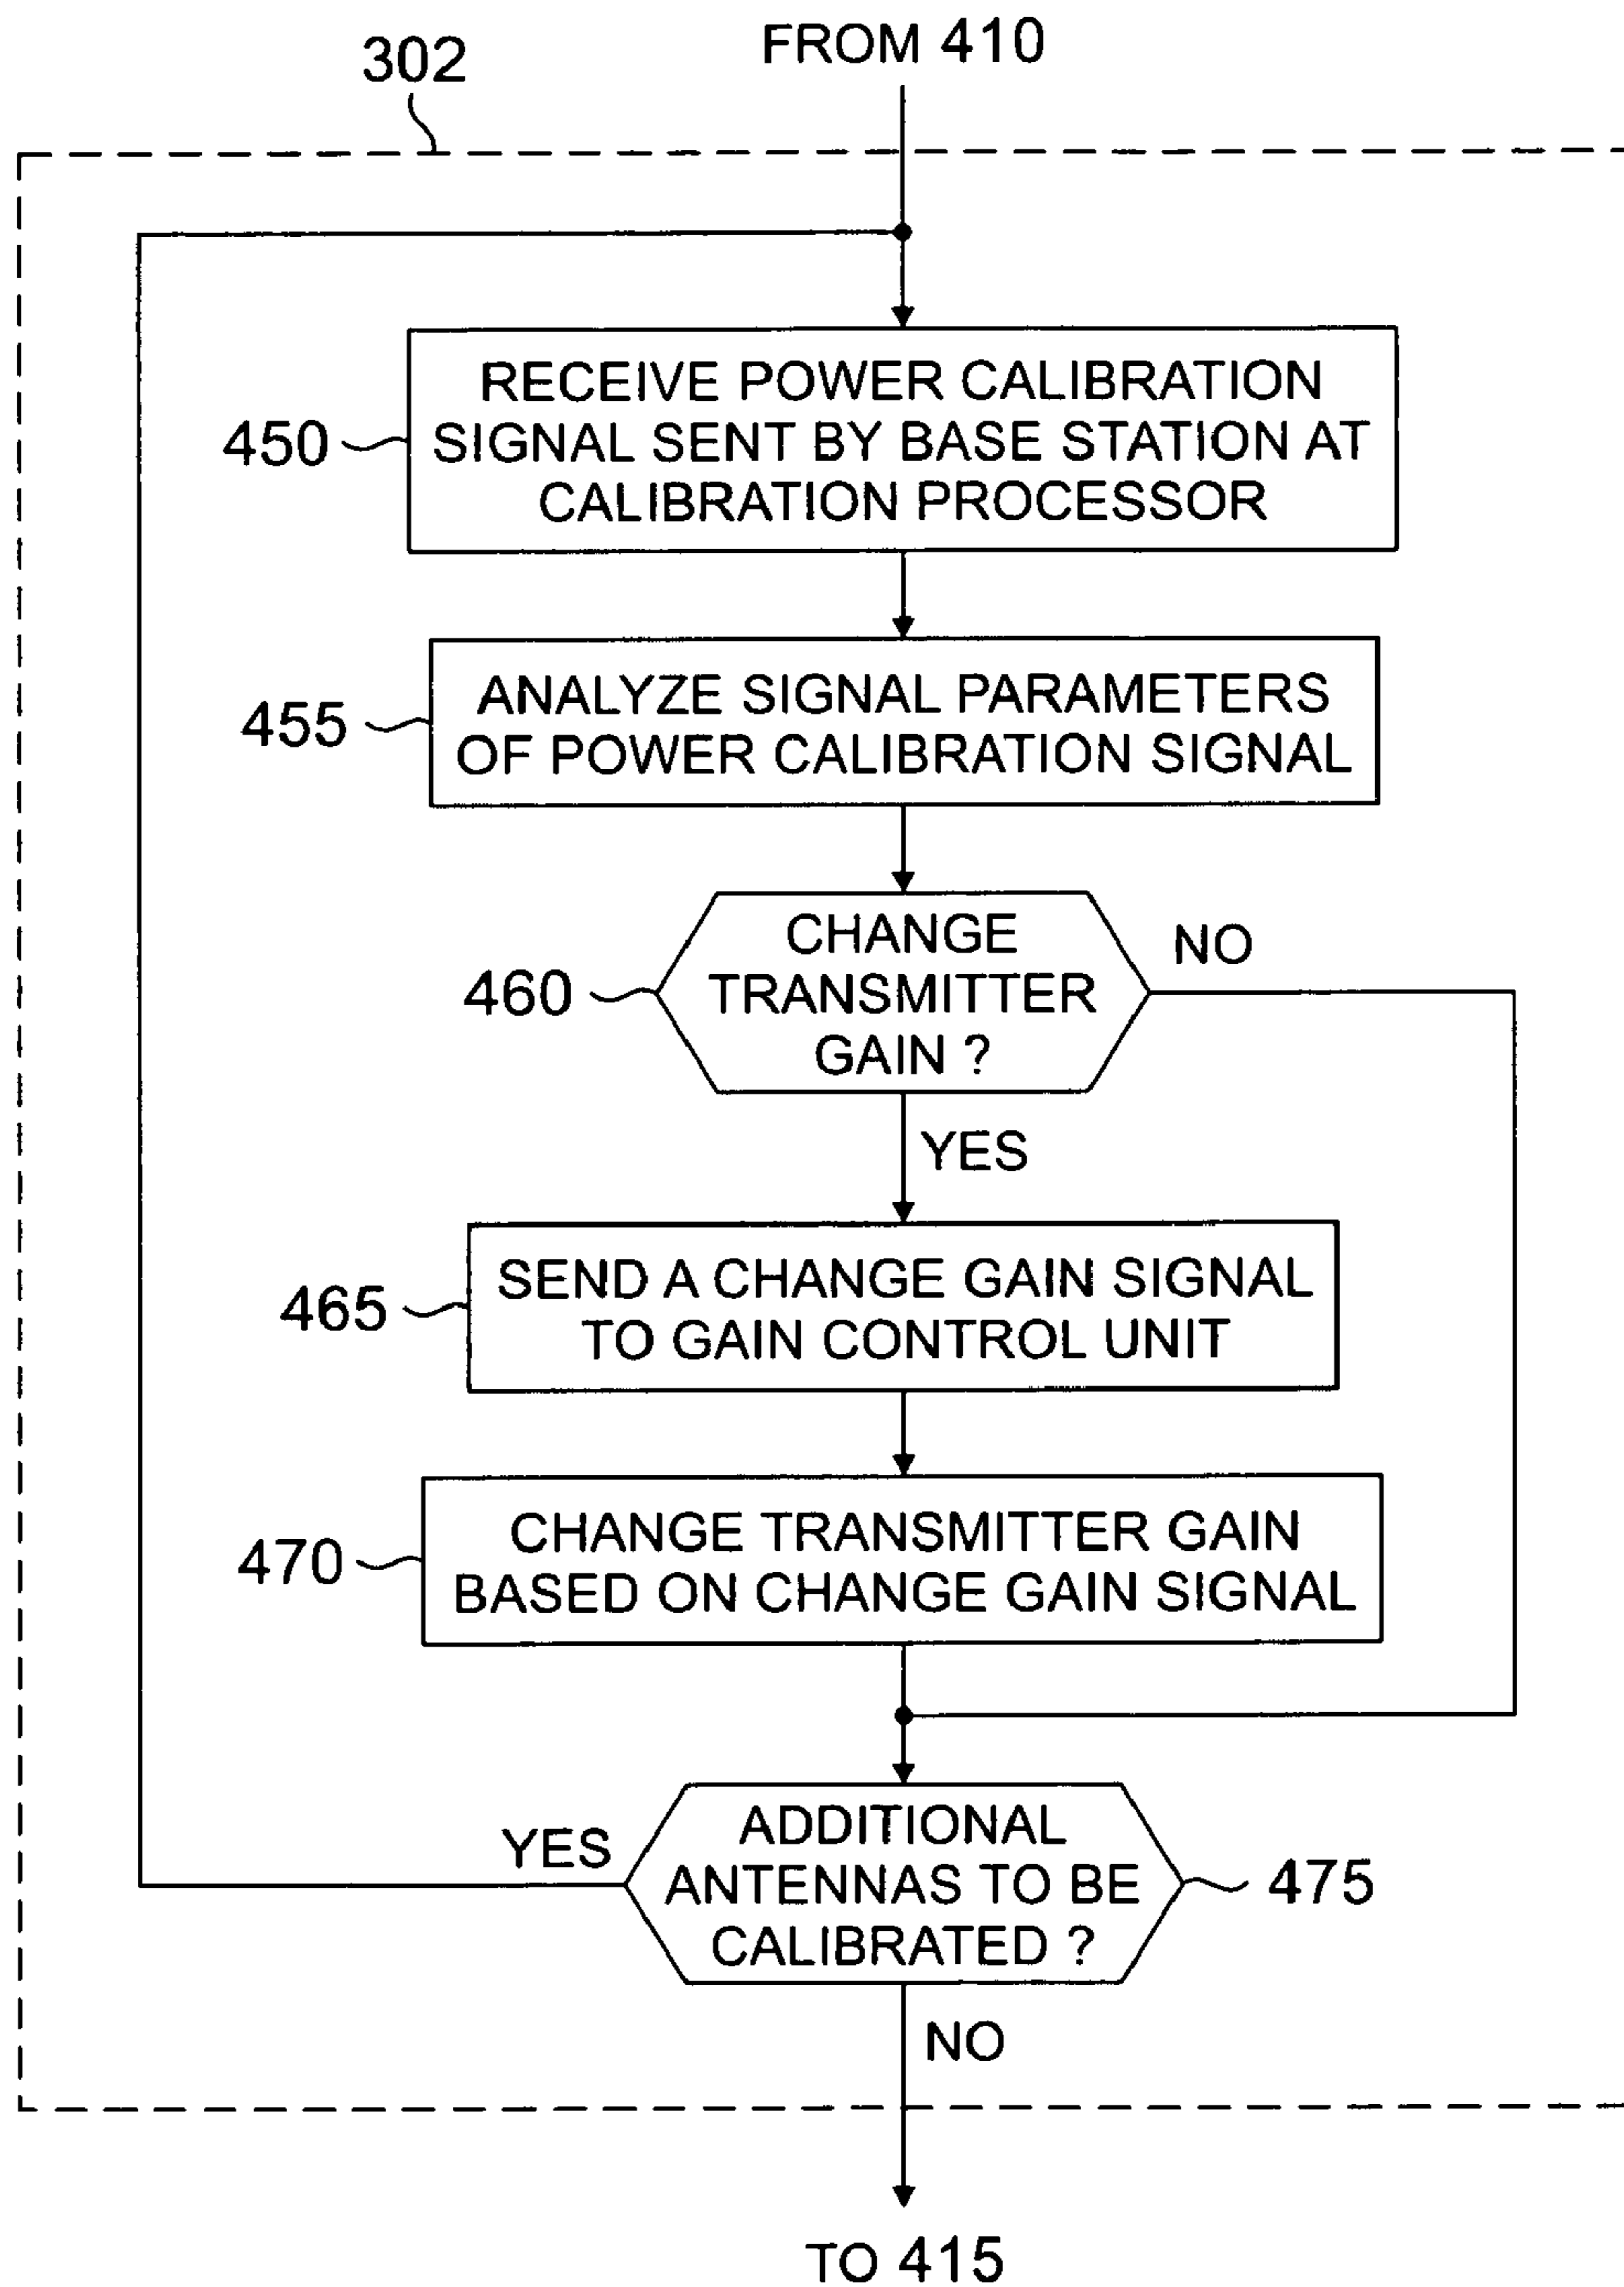 302
FROM 410
RECEIVE POWER CALIBRATION
450
SIGNAL SENT BY BASE STATION AT
CALIBRATION PROCESSOR
455
ANALYZE SIGNAL PARAMETERS
OF POWER CALIBRATION SIGNAL
460
CHANGE
TRANSMITTER
GAIN ?
NO
YES
465
SEND A CHANGE GAIN SIGNAL
TO GAIN CONTROL UNIT
470
CHANGE TRANSMITTER GAIN
BASED ON CHANGE GAIN SIGNAL
YES
ADDITIONAL
ANTENNAS TO BE
CALIBRATED ?
475
NO
TO 415